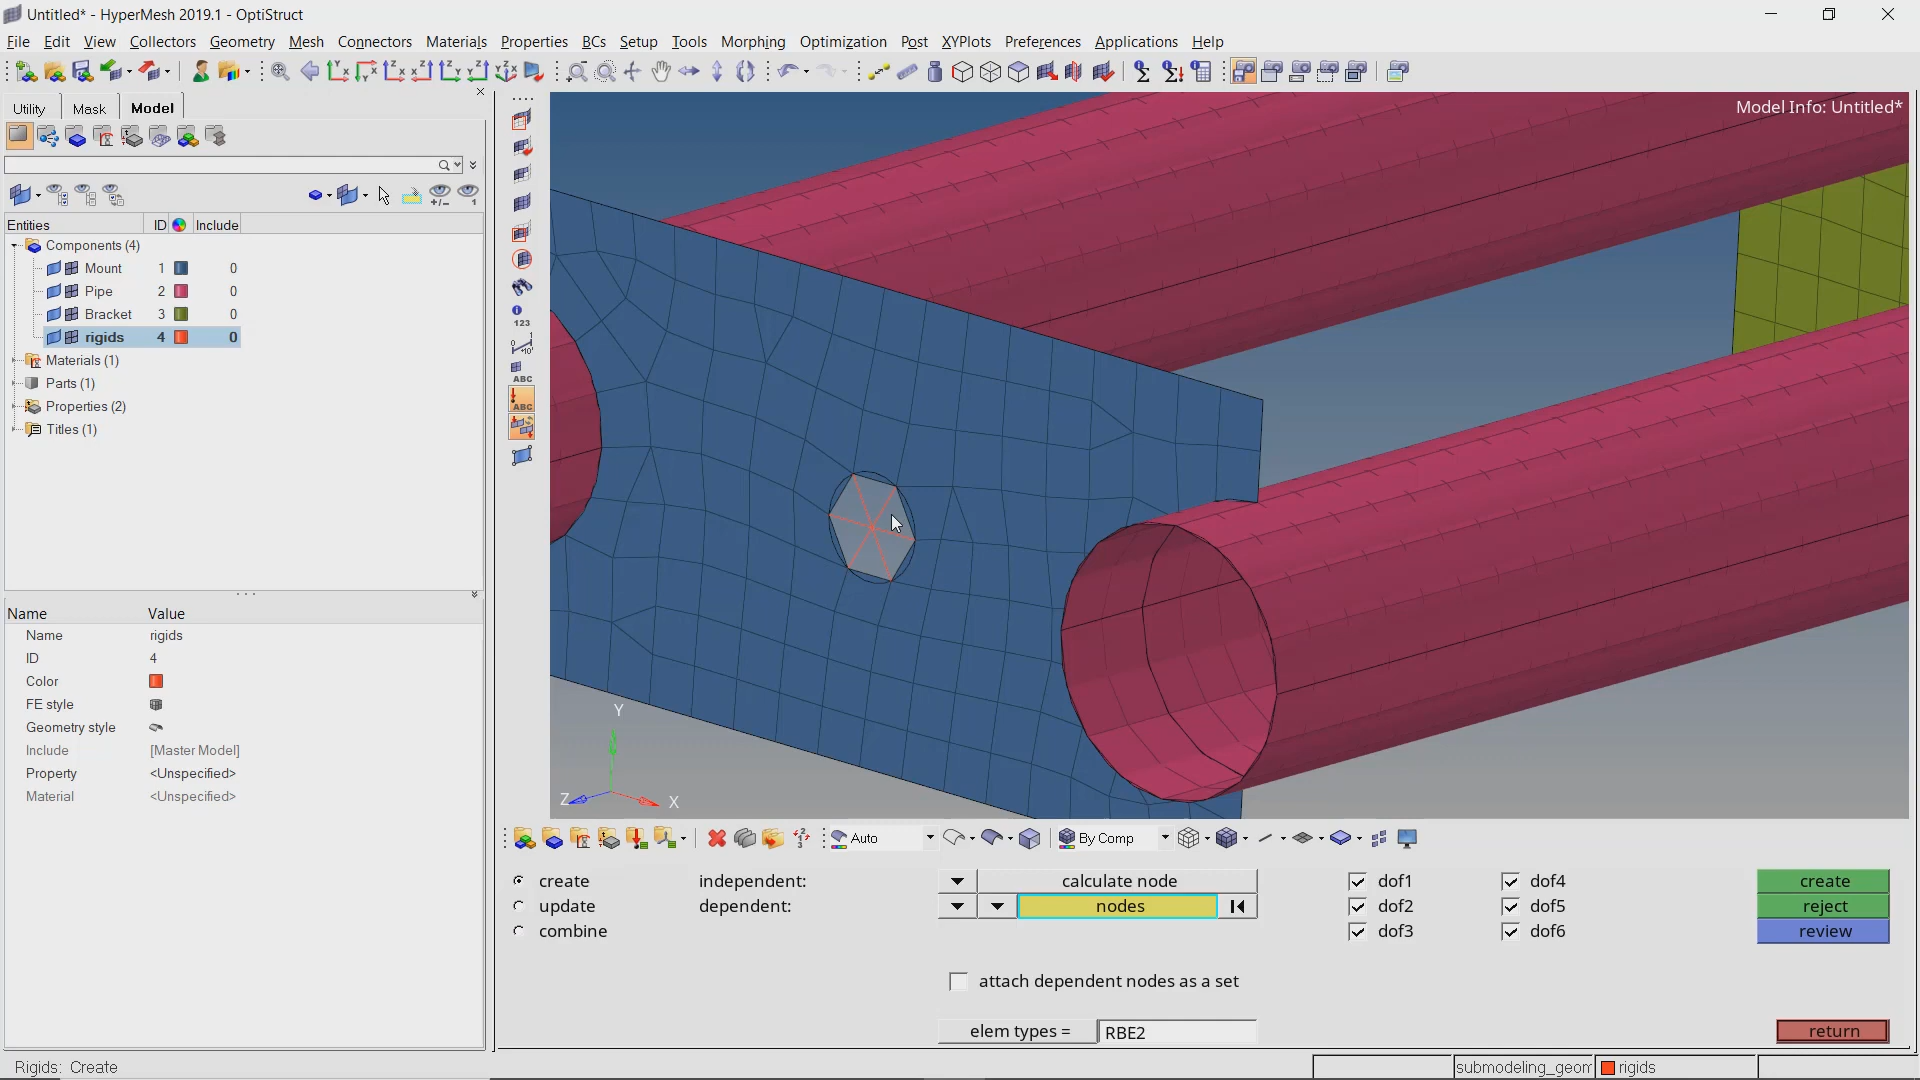 Untitled* - HyperMesh 2019.1 - OptiStruct
File Edit View Collectors Geometry Mesh Connectors Materials Properties BCs Setup Tools Morphing Optimization Post XYPlots Preferences Applications Help
Utility Mask Model
Model Info: Untitled*
Entities ID Include
Components (4)
Mount 1 0
Pipe 2 0
Bracket 3 0
rigids 4 0
Materials (1)
Parts (1)
Properties (2)
Titles (1)
123
ABC
ABC
Name Value
Name rigids
ID 4
Color
FE style
Geometry style
Include [Master Model]
Property <Unspecified>
Material <Unspecified>
Y
Z X
Auto By Comp
create independent: calculate node dof1 dof4 create
update dependent: nodes dof2 dof5 reject
combine dof3 dof6 review
attach dependent nodes as a set
elem types = RBE2 return
Rigids: Create submodeling_geom rigids